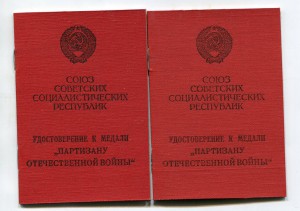 СОЮЗ
СОВЕТСКИХ
СОЦИАЛИСТИЧЕСКИХ
РЕСПУБЛИК
УДОСТОВЕРЕНИЕ К МЕДАЛИ
„ПАРТИЗАНУ
ОТЕЧЕСТВЕННОЙ ВОЙНЫ“
СОЮЗ
СОВЕТСКИХ
СОЦИАЛИСТИЧЕСКИХ
РЕСПУБЛИК
УДОСТОВЕРЕНИЕ К МЕДАЛИ
„ПАРТИЗАНУ
ОТЕЧЕСТВЕННОЙ ВОЙНЫ“